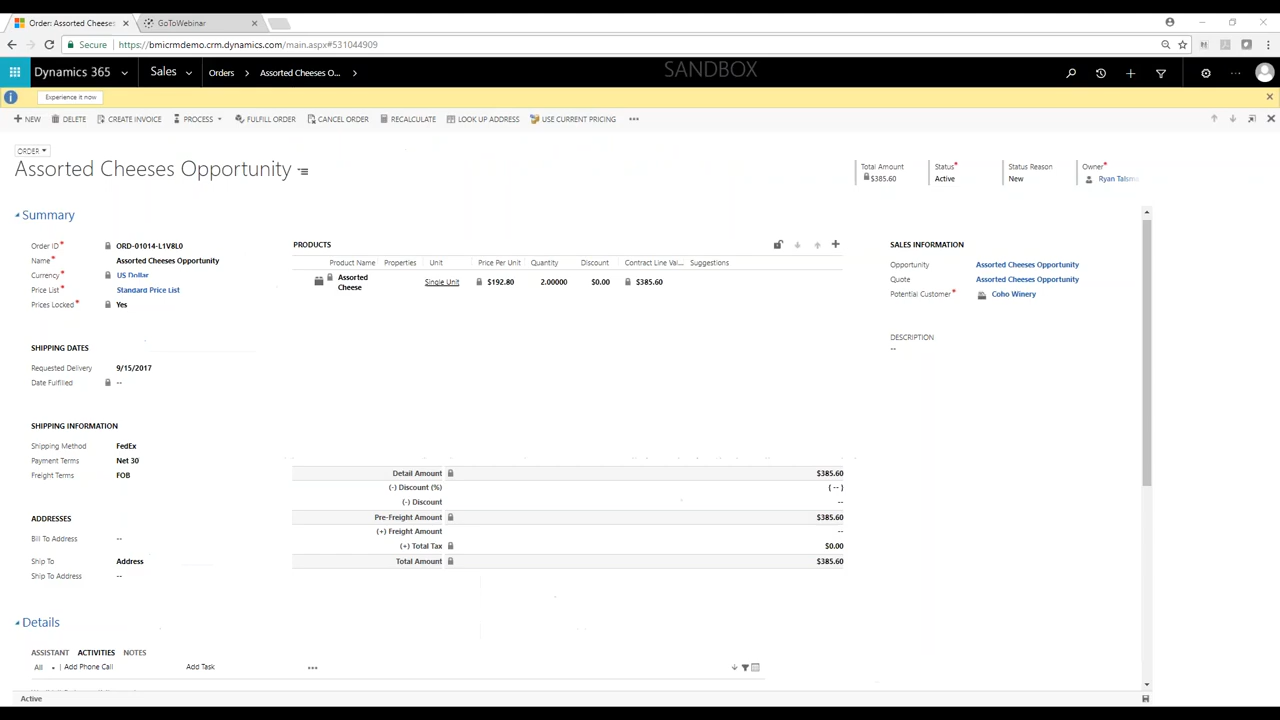 Order: Assorted Cheeses
GoToWebinar
Secure https://bmicrmdemo.crm.dynamics.com/main.aspx#531044909
Dynamics 365 Sales Orders Assorted Cheeses O... SANDBOX
Experience it now
NEW DELETE CREATE INVOICE PROCESS FULFILL ORDER CANCEL ORDER RECALCULATE LOOK UP ADDRESS USE CURRENT PRICING
ORDER
Assorted Cheeses Opportunity
Total Amount
$385.60
Status*
Active
Status Reason
New
Owner*
Ryan Talsma
Summary
Order ID* ORD-01014-L1V8L0
Name* Assorted Cheeses Opportunity
Currency* US Dollar
Price List* Standard Price List
Prices Locked* Yes
SHIPPING DATES
Requested Delivery 9/15/2017
Date Fulfilled --
SHIPPING INFORMATION
Shipping Method FedEx
Payment Terms Net 30
Freight Terms FOB
ADDRESSES
Bill To Address --
Ship To Address
Ship To Address --
PRODUCTS
Product Name Properties Unit Price Per Unit Quantity Discount Contract Line Val... Suggestions
Assorted
Cheese
Single Unit $192.80 2.00000 $0.00 $385.60
Detail Amount $385.60
(-) Discount (%) ( -- )
(-) Discount --
Pre-Freight Amount $385.60
(+) Freight Amount --
(+) Total Tax $0.00
Total Amount $385.60
SALES INFORMATION
Opportunity Assorted Cheeses Opportunity
Quote Assorted Cheeses Opportunity
Potential Customer* Coho Winery
DESCRIPTION
--
Details
ASSISTANT ACTIVITIES NOTES
All | Add Phone Call Add Task
Active